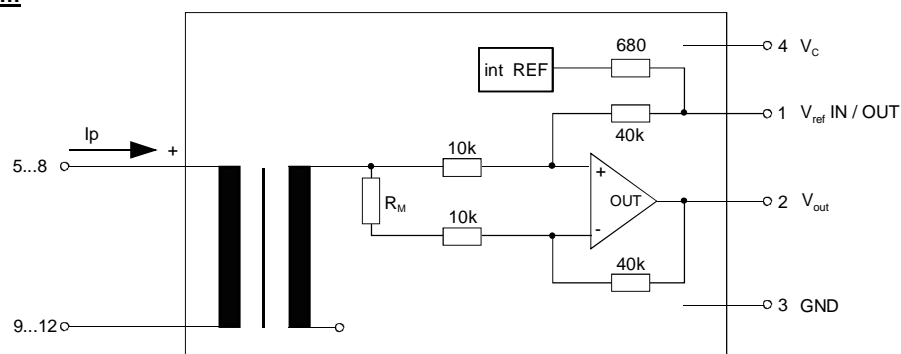 680
4 V_C
int REF
1 V_ref IN / OUT
40k
Ip
+
10k
5...8
+
OUT
2 V_out
R_M
10k
-
40k
3 GND
9...12